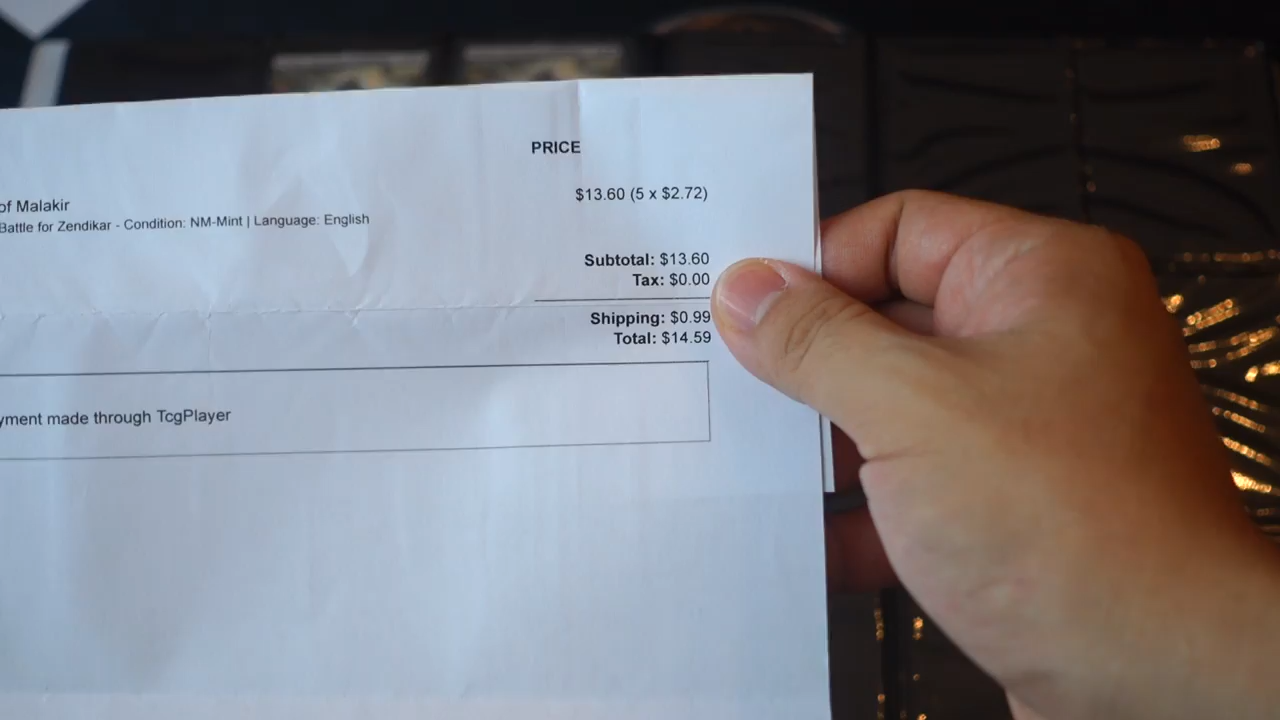 PRICE
of Malakir
$13.60 (5 x $2.72)
Battle for Zendikar - Condition: NM-Mint | Language: English
Subtotal: $13.60
Tax: $0.00
Shipping: $0.99
Total: $14.59
yment made through TcgPlayer